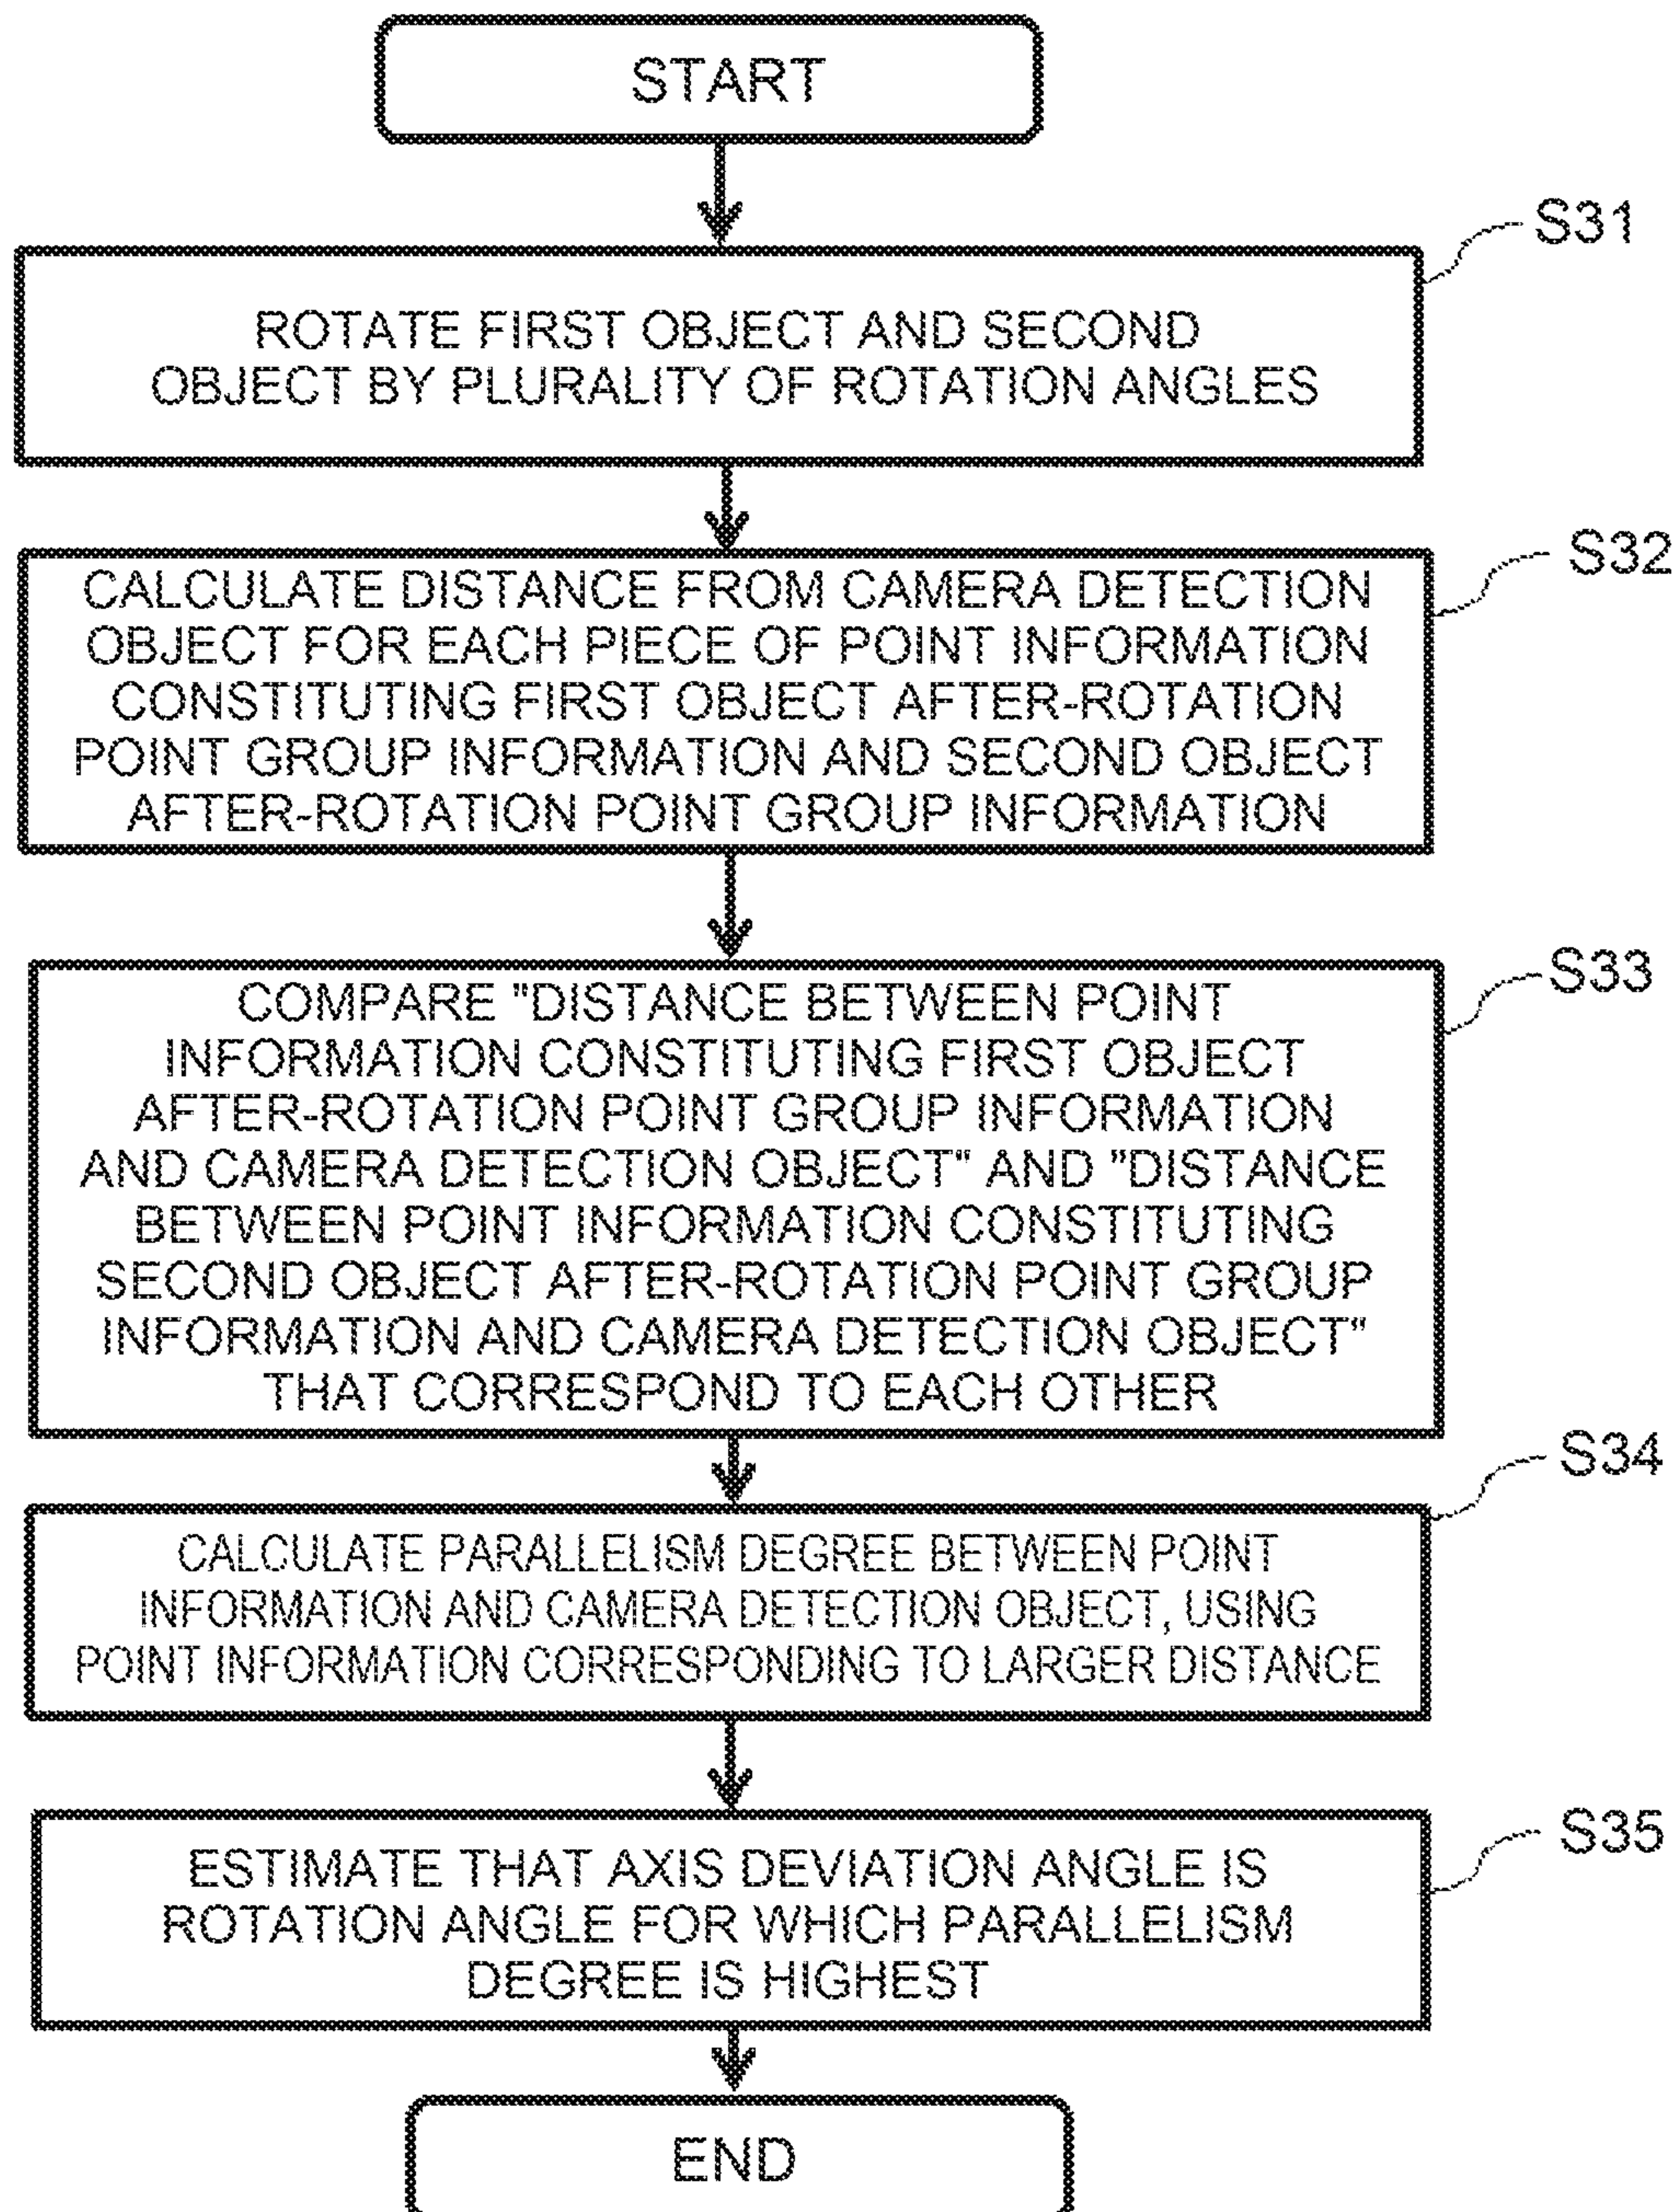 START
S31
ROTATE FIRST OBJECT AND SECOND
OBJECT BY PLURALITY OF ROTATION ANGLES
S32
CALCULATE DISTANCE FROM CAMERA DETECTION
OBJECT FOR EACH PIECE OF POINT INFORMATION
CONSTITUTING FIRST OBJECT AFTER-ROTATION
POINT GROUP INFORMATION AND SECOND OBJECT
AFTER-ROTATION POINT GROUP INFORMATION
S33
COMPARE "DISTANCE BETWEEN POINT
INFORMATION CONSTITUTING FIRST OBJECT
AFTER-ROTATION POINT GROUP INFORMATION
AND CAMERA DETECTION OBJECT" AND "DISTANCE
BETWEEN POINT INFORMATION CONSTITUTING
SECOND OBJECT AFTER-ROTATION POINT GROUP
INFORMATION AND CAMERA DETECTION OBJECT"
THAT CORRESPOND TO EACH OTHER
S34
CALCULATE PARALLELISM DEGREE BETWEEN POINT
INFORMATION AND CAMERA DETECTION OBJECT, USING
POINT INFORMATION CORRESPONDING TO LARGER DISTANCE
S35
ESTIMATE THAT AXIS DEVIATION ANGLE IS
ROTATION ANGLE FOR WHICH PARALLELISM
DEGREE IS HIGHEST
END